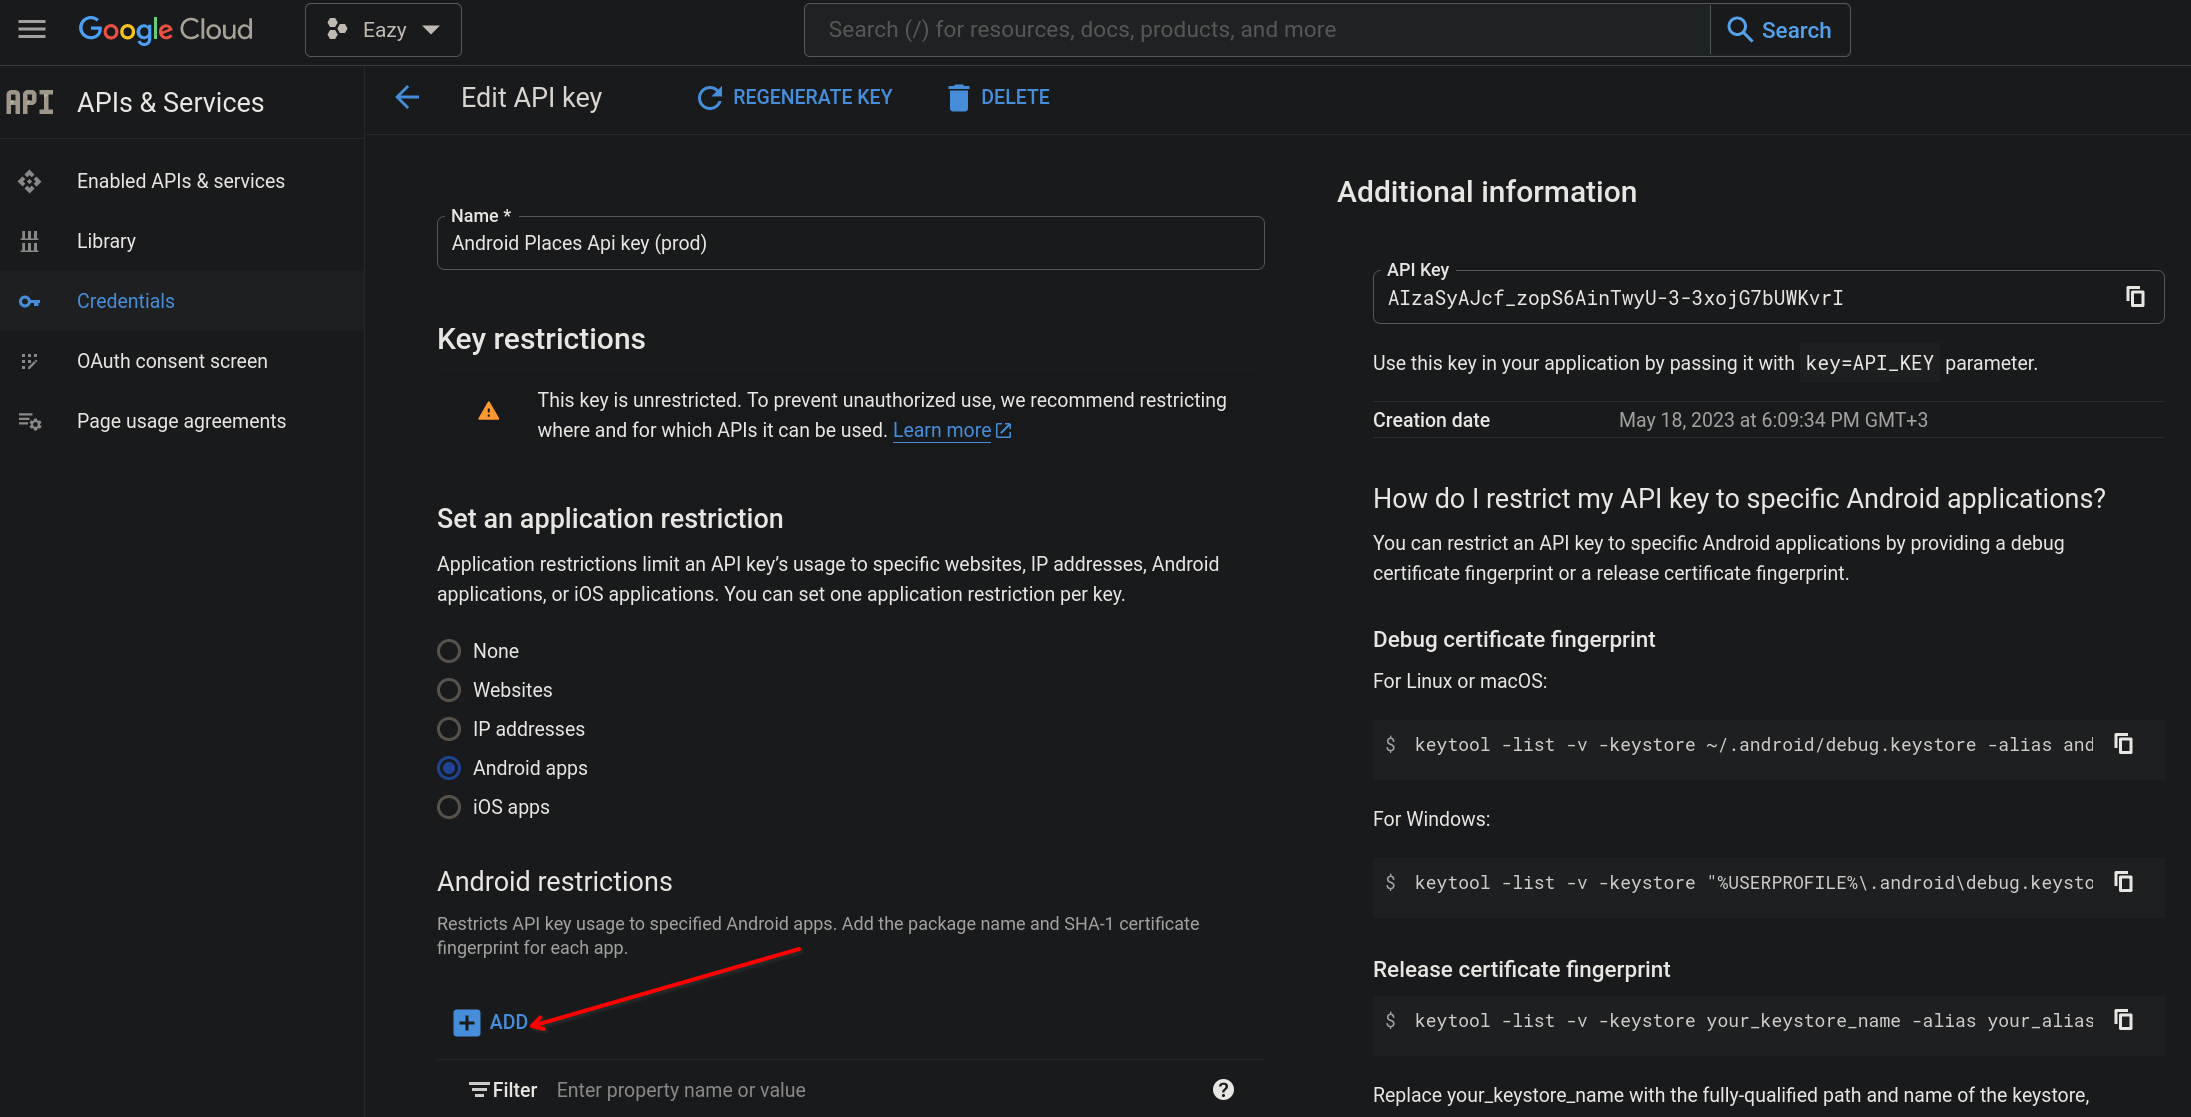 Google Cloud
Eazy
Search (/) for resources, docs, products, and more
Search
API
APIs & Services
Enabled APIs & services
Library
Credentials
OAuth consent screen
Page usage agreements
Edit API key
REGENERATE KEY
DELETE
Name *
Android Places Api key (prod)
Key restrictions
This key is unrestricted. To prevent unauthorized use, we recommend restricting
where and for which APIs it can be used. Learn more
Set an application restriction
Application restrictions limit an API key’s usage to specific websites, IP addresses, Android
applications, or iOS applications. You can set one application restriction per key.
None
Websites
IP addresses
Android apps
iOS apps
Android restrictions
Restricts API key usage to specified Android apps. Add the package name and SHA-1 certificate
fingerprint for each app.
ADD
Filter Enter property name or value
Additional information
API Key
AIzaSyAJcf_zopS6AinTwyU-3-3xojG7bUWKvrI
Use this key in your application by passing it with key=API_KEY parameter.
Creation date May 18, 2023 at 6:09:34 PM GMT+3
How do I restrict my API key to specific Android applications?
You can restrict an API key to specific Android applications by providing a debug
certificate fingerprint or a release certificate fingerprint.
Debug certificate fingerprint
For Linux or macOS:
$ keytool -list -v -keystore ~/.android/debug.keystore -alias and
For Windows:
$ keytool -list -v -keystore "%USERPROFILE%\.android\debug.keysto
Release certificate fingerprint
$ keytool -list -v -keystore your_keystore_name -alias your_alias
Replace your_keystore_name with the fully-qualified path and name of the keystore,